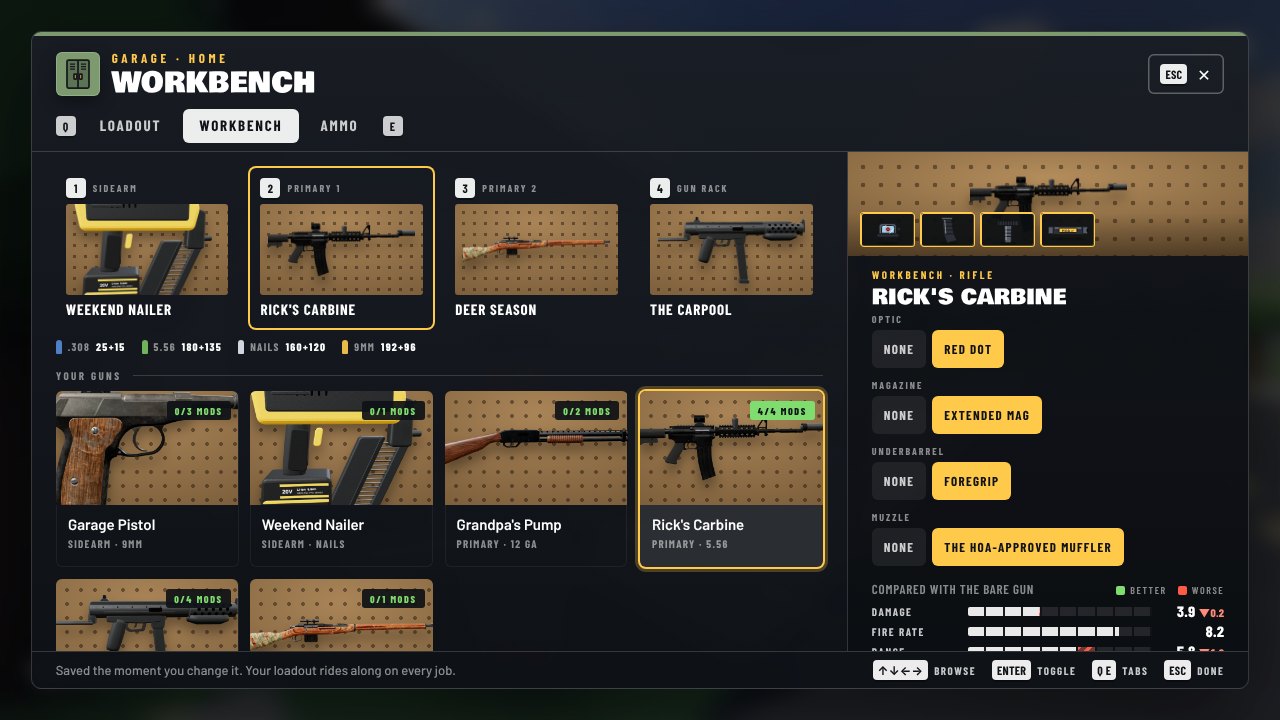 GARAGE · HOME
WORKBENCH
ESC ×
Q LOADOUT WORKBENCH AMMO E
1 SIDEARM
WEEKEND NAILER
2 PRIMARY 1
RICK'S CARBINE
3 PRIMARY 2
DEER SEASON
4 GUN RACK
THE CARPOOL
.308 25+15 5.56 180+135 NAILS 160+120 9MM 192+96
YOUR GUNS
0/3 MODS
Garage Pistol
SIDEARM · 9MM
0/1 MODS
20V
Weekend Nailer
SIDEARM · NAILS
0/2 MODS
Grandpa's Pump
PRIMARY · 12 GA
4/4 MODS
Rick's Carbine
PRIMARY · 5.56
0/4 MODS
0/1 MODS
WORKBENCH · RIFLE
RICK'S CARBINE
OPTIC
NONE RED DOT
MAGAZINE
NONE EXTENDED MAG
UNDERBARREL
NONE FOREGRIP
MUZZLE
NONE THE HOA-APPROVED MUFFLER
COMPARED WITH THE BARE GUN BETTER WORSE
DAMAGE 3.9 ▼0.2
FIRE RATE 8.2
Saved the moment you change it. Your loadout rides along on every job.
↑↓←→ BROWSE ENTER TOGGLE Q E TABS ESC DONE